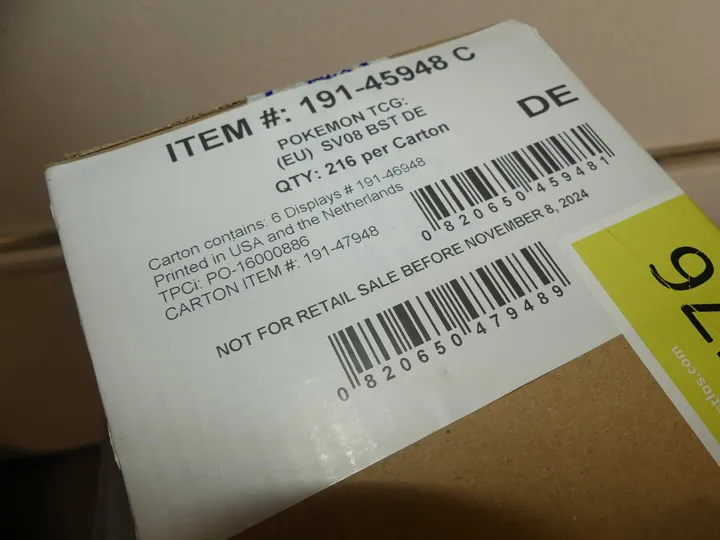 ITEM #: 191-45948 C
POKEMON TCG:
(EU) SV08 BST DE
QTY: 216 per Carton
DE
Carton contains: 6 Displays # 191-46948
Printed in USA and the Netherlands
TPCi: PO-16000886
CARTON ITEM #: 191-47948
0 820650 459481
NOT FOR RETAIL SALE BEFORE NOVEMBER 8, 2024
0 820650 479489